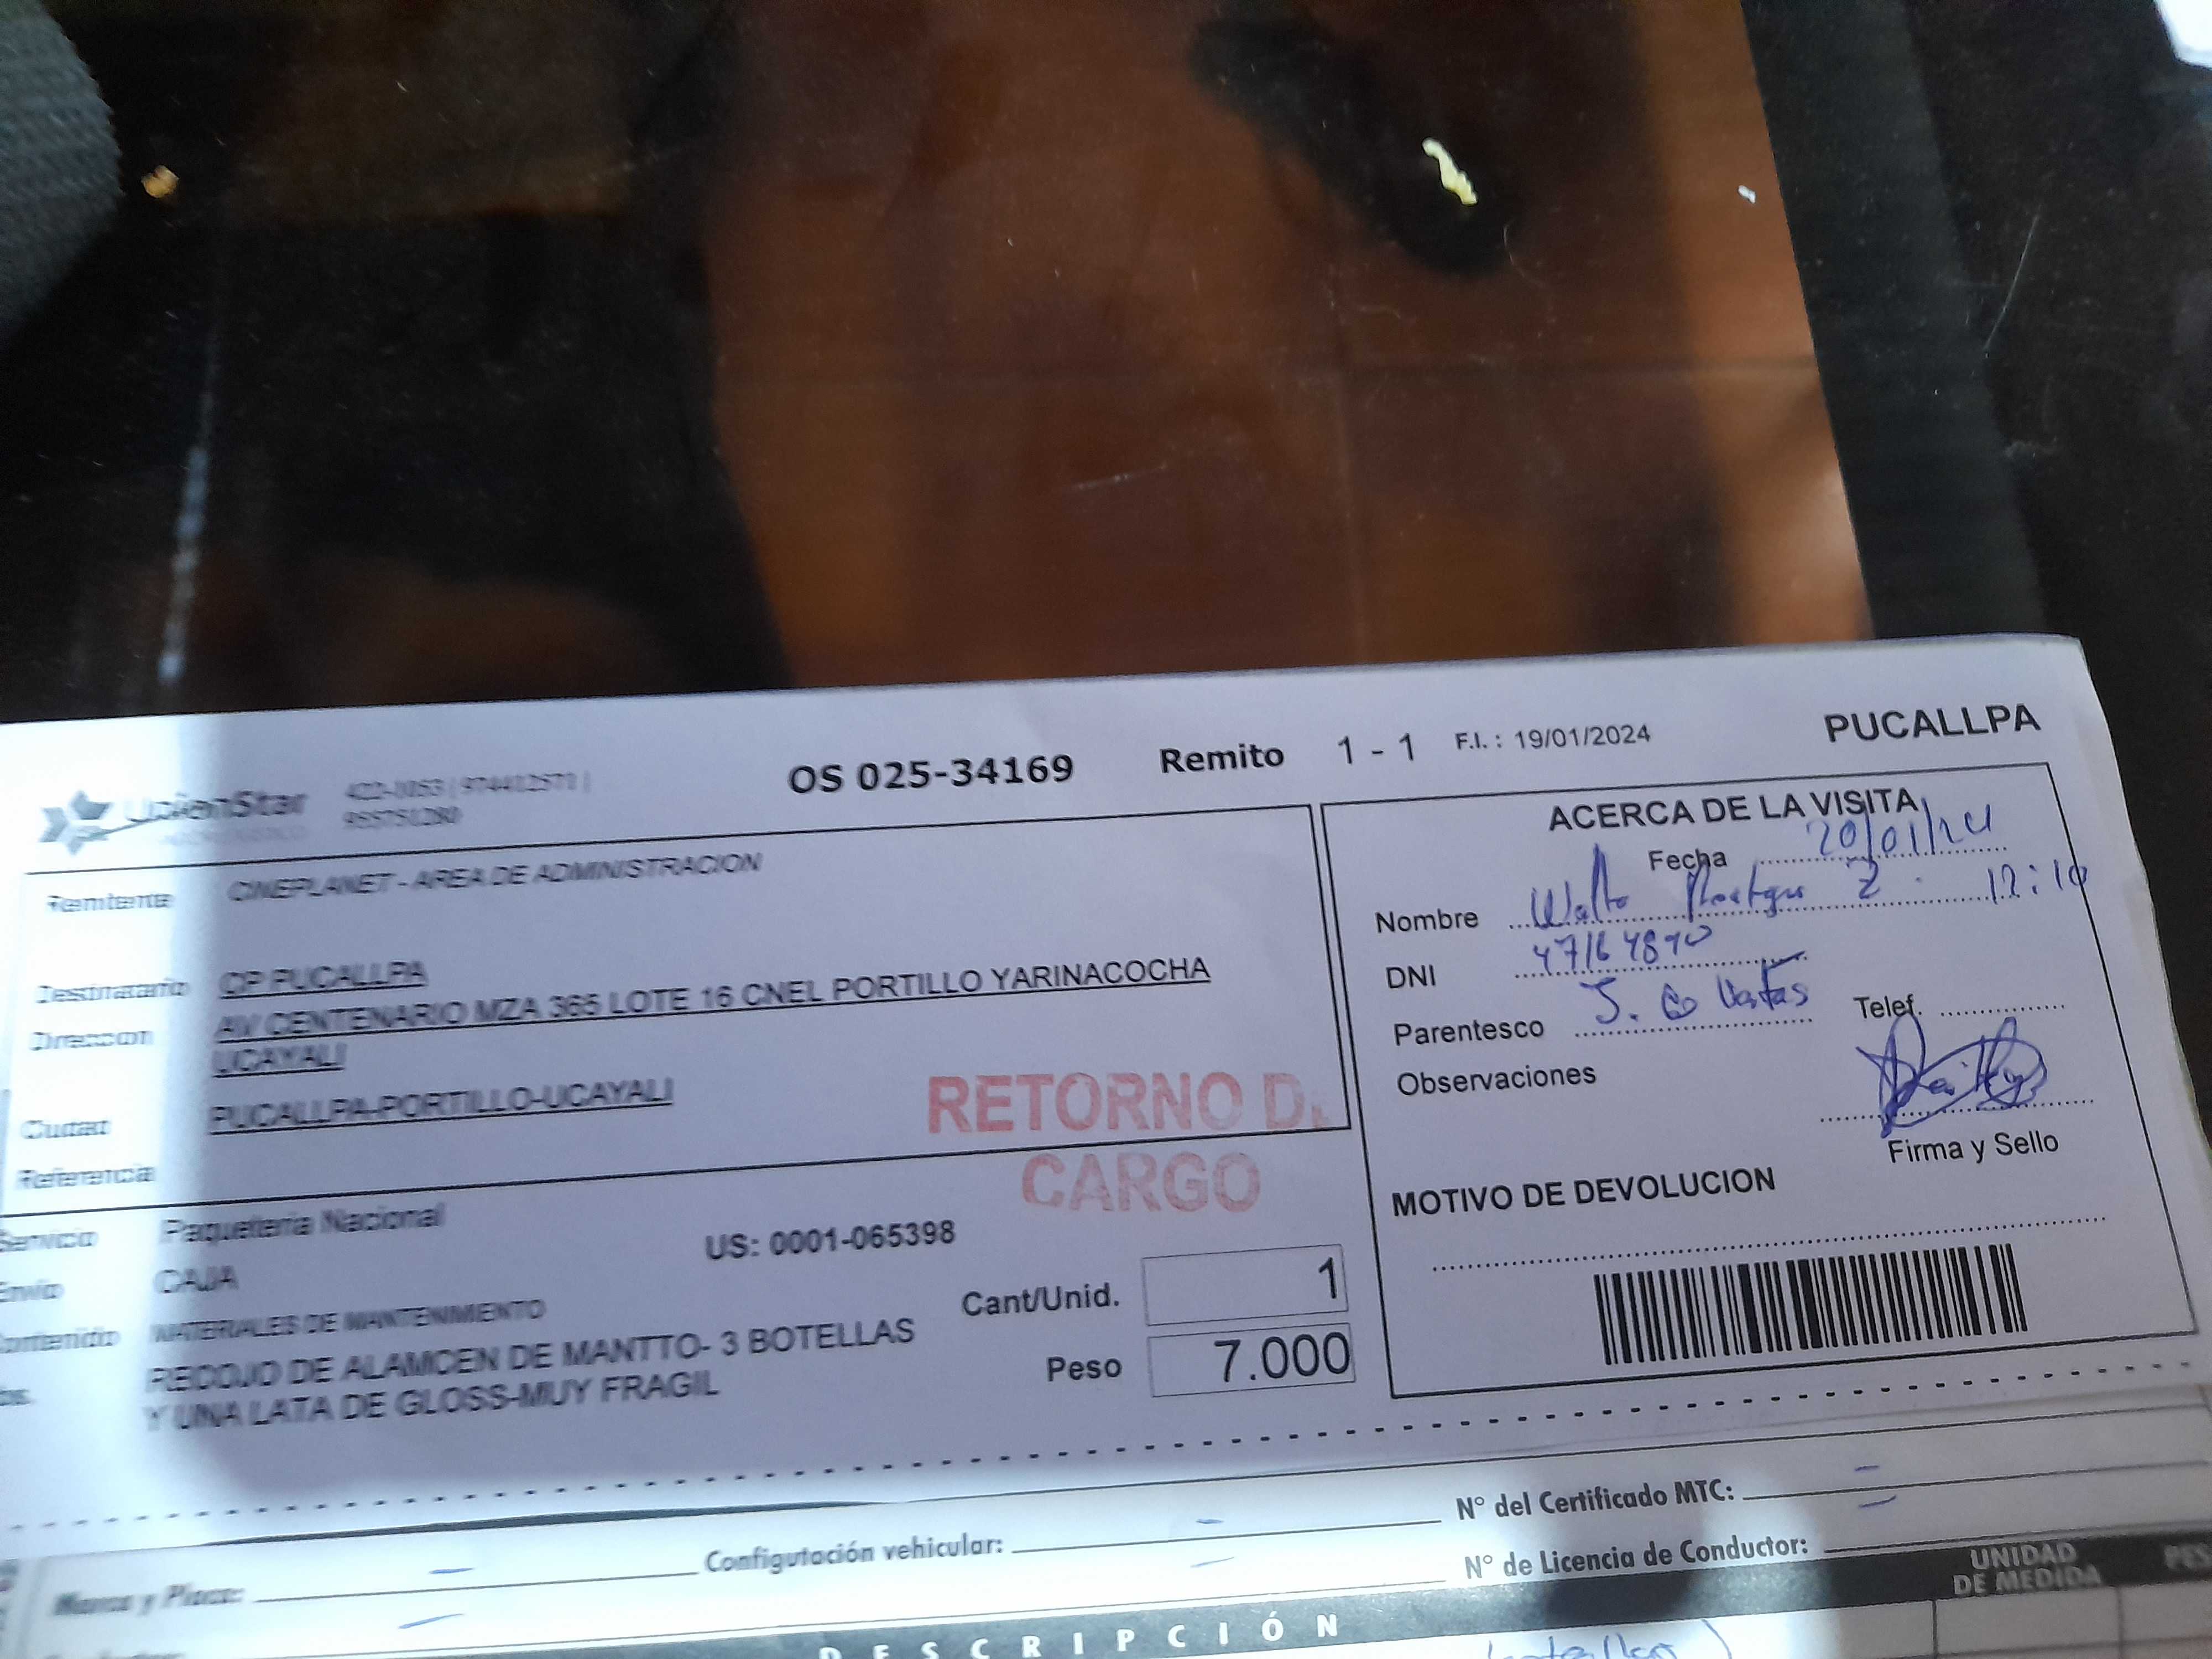 UnionStar
OS 025-34169 Remito 1 - 1 F.I. : 19/01/2024 PUCALLPA
Remitente CINEPLANET - AREA DE ADMINISTRACION
Destinatario CP PUCALLPA
Direccion AV CENTENARIO MZA 365 LOTE 16 CNEL PORTILLO YARINACOCHA
UCAYALI
Ciudad PUCALLPA-PORTILLO-UCAYALI
Referencia
RETORNO D
CARGO
Servicio Paqueteria Nacional
US: 0001-065398
Envio CAJA
Cant/Unid. 1
Contenido MATERIALES DE MANTENIMIENTO
RECOJO DE ALAMCEN DE MANTTO- 3 BOTELLAS
Y UNA LATA DE GLOSS-MUY FRAGIL
Peso 7.000
ACERCA DE LA VISITA
Fecha 20/01/24
Nombre 12:10
DNI
Parentesco
Telef.
Observaciones
Firma y Sello
MOTIVO DE DEVOLUCION
N° del Certificado MTC:
Marca y Placa: Configutación vehicular:
N° de Licencia de Conductor:
DESCRIPCIÓN
UNIDAD
DE MEDIDA